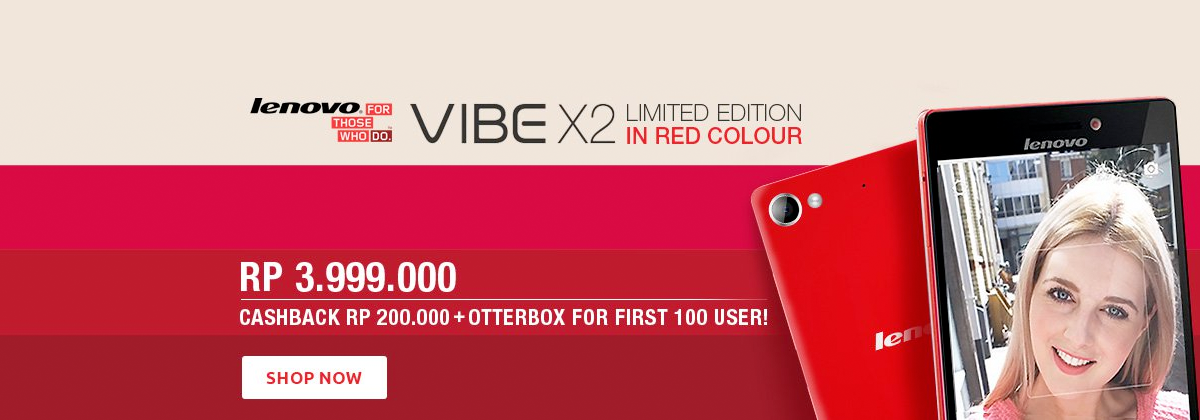 lenovo FOR THOSE WHO DO.
VIBE X2 LIMITED EDITION IN RED COLOUR
lenovo
RP 3.999.000
CASHBACK RP 200.000 + OTTERBOX FOR FIRST 100 USER!
leno
SHOP NOW